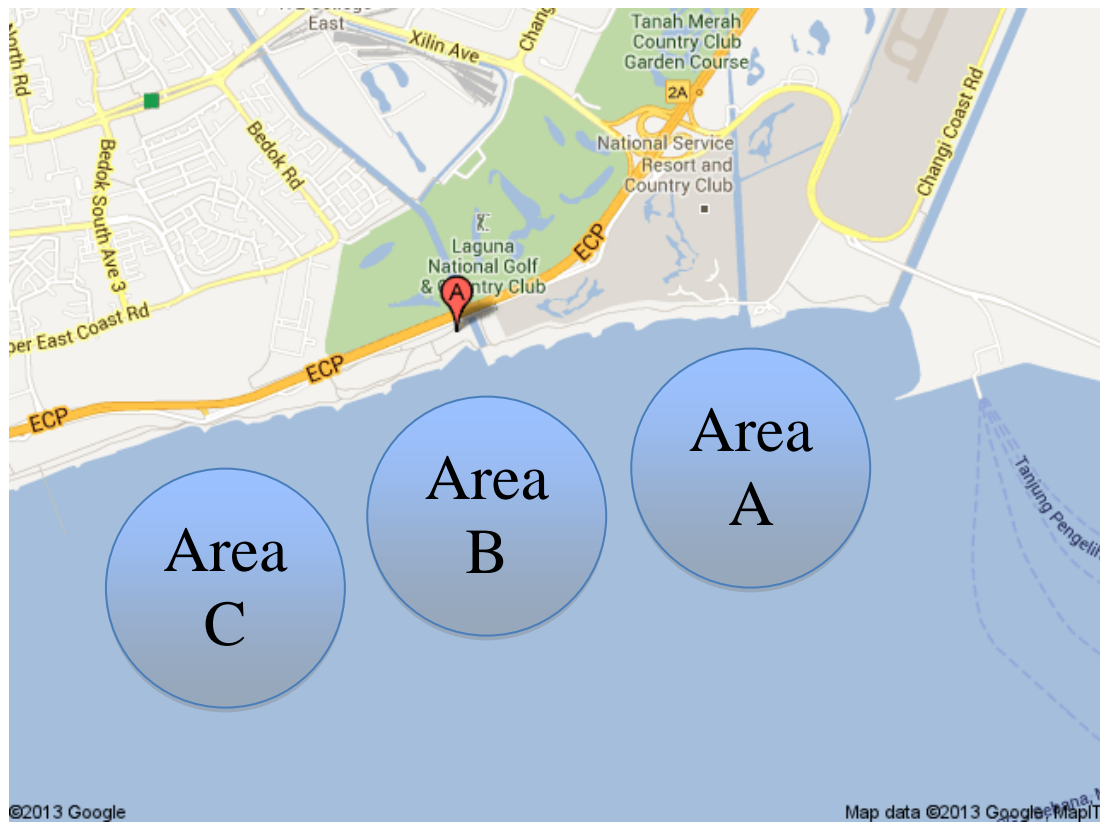 East
Xilin Ave
Chang
Tanah Merah
Country Club
Garden Course
2A
North Rd
Bedok South Ave 3
Bedok Rd
National Service
Resort and
Country Club
Changi Coast Rd
ECP
Laguna
National Golf
& Country Club
A
per East Coast Rd
ECP
ECP
Area
A
Area
B
Area
C
Tanjung Pengelih
©2013 Google
Map data ©2013 Google, MapIT